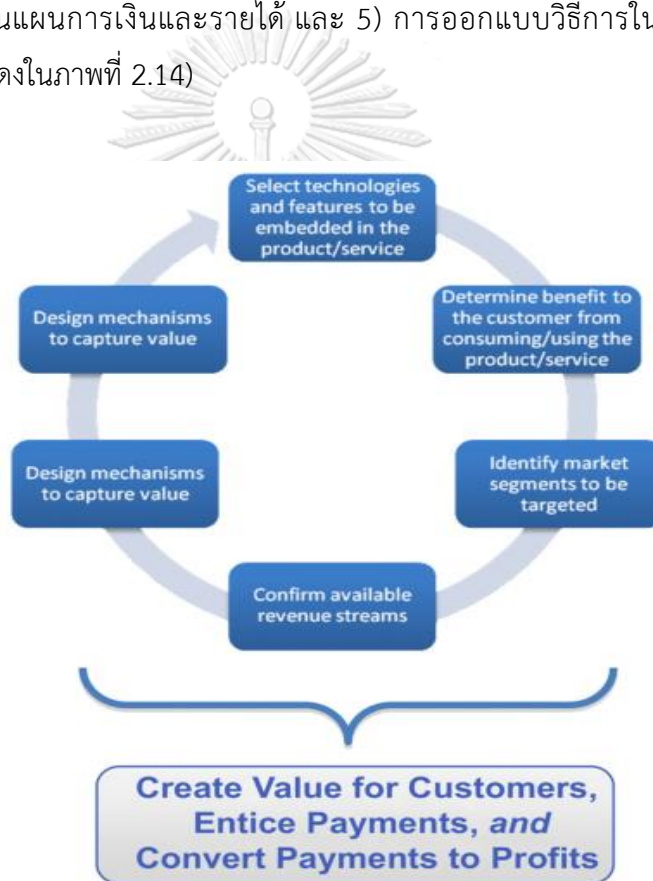 นแผนการเงินและรายได้ และ 5) การออกแบบวิธีการใน
ดงในภาพที่ 2.14)
Select technologies
and features to be
embedded in the
product/service
Determine benefit to
the customer from
consuming/using the
product/service
Identify market
segments to be
targeted
Confirm available
revenue streams
Design mechanisms
to capture value
Design mechanisms
to capture value
Create Value for Customers,
Entice Payments, and
Convert Payments to Profits